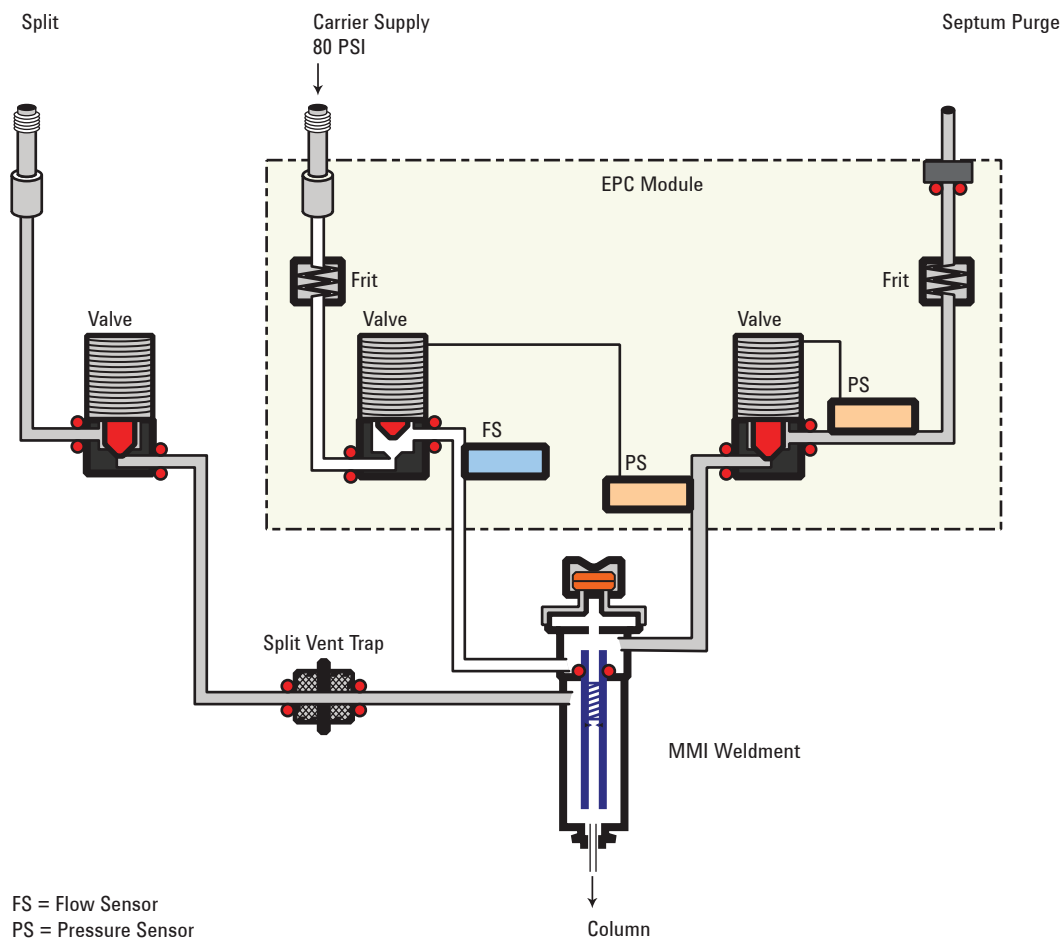 Split
Carrier Supply
80 PSI
Septum Purge
EPC Module
Frit
Frit
Valve
Valve
Valve
PS
FS
PS
Split Vent Trap
MMI Weldment
FS = Flow Sensor
PS = Pressure Sensor
Column